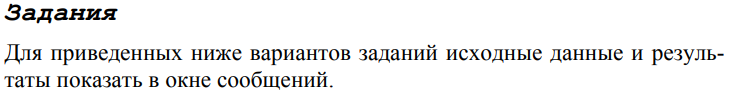 Задания
Для приведенных ниже вариантов заданий исходные данные и резуль-
таты показать в окне сообщений.